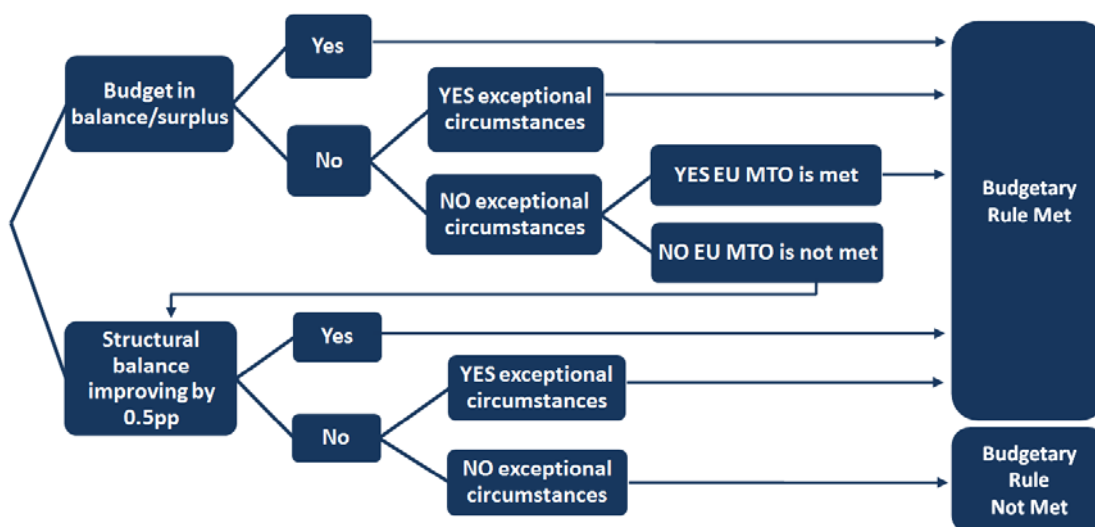 Yes
Budget in
balance/surplus
YES exceptional
circumstances
No
YES EU MTO is met
NO exceptional
circumstances
Budgetary
Rule Met
NO EU MTO is not met
Structural
balance
improving by
0.5pp
Yes
YES exceptional
circumstances
No
NO exceptional
circumstances
Budgetary
Rule
Not Met